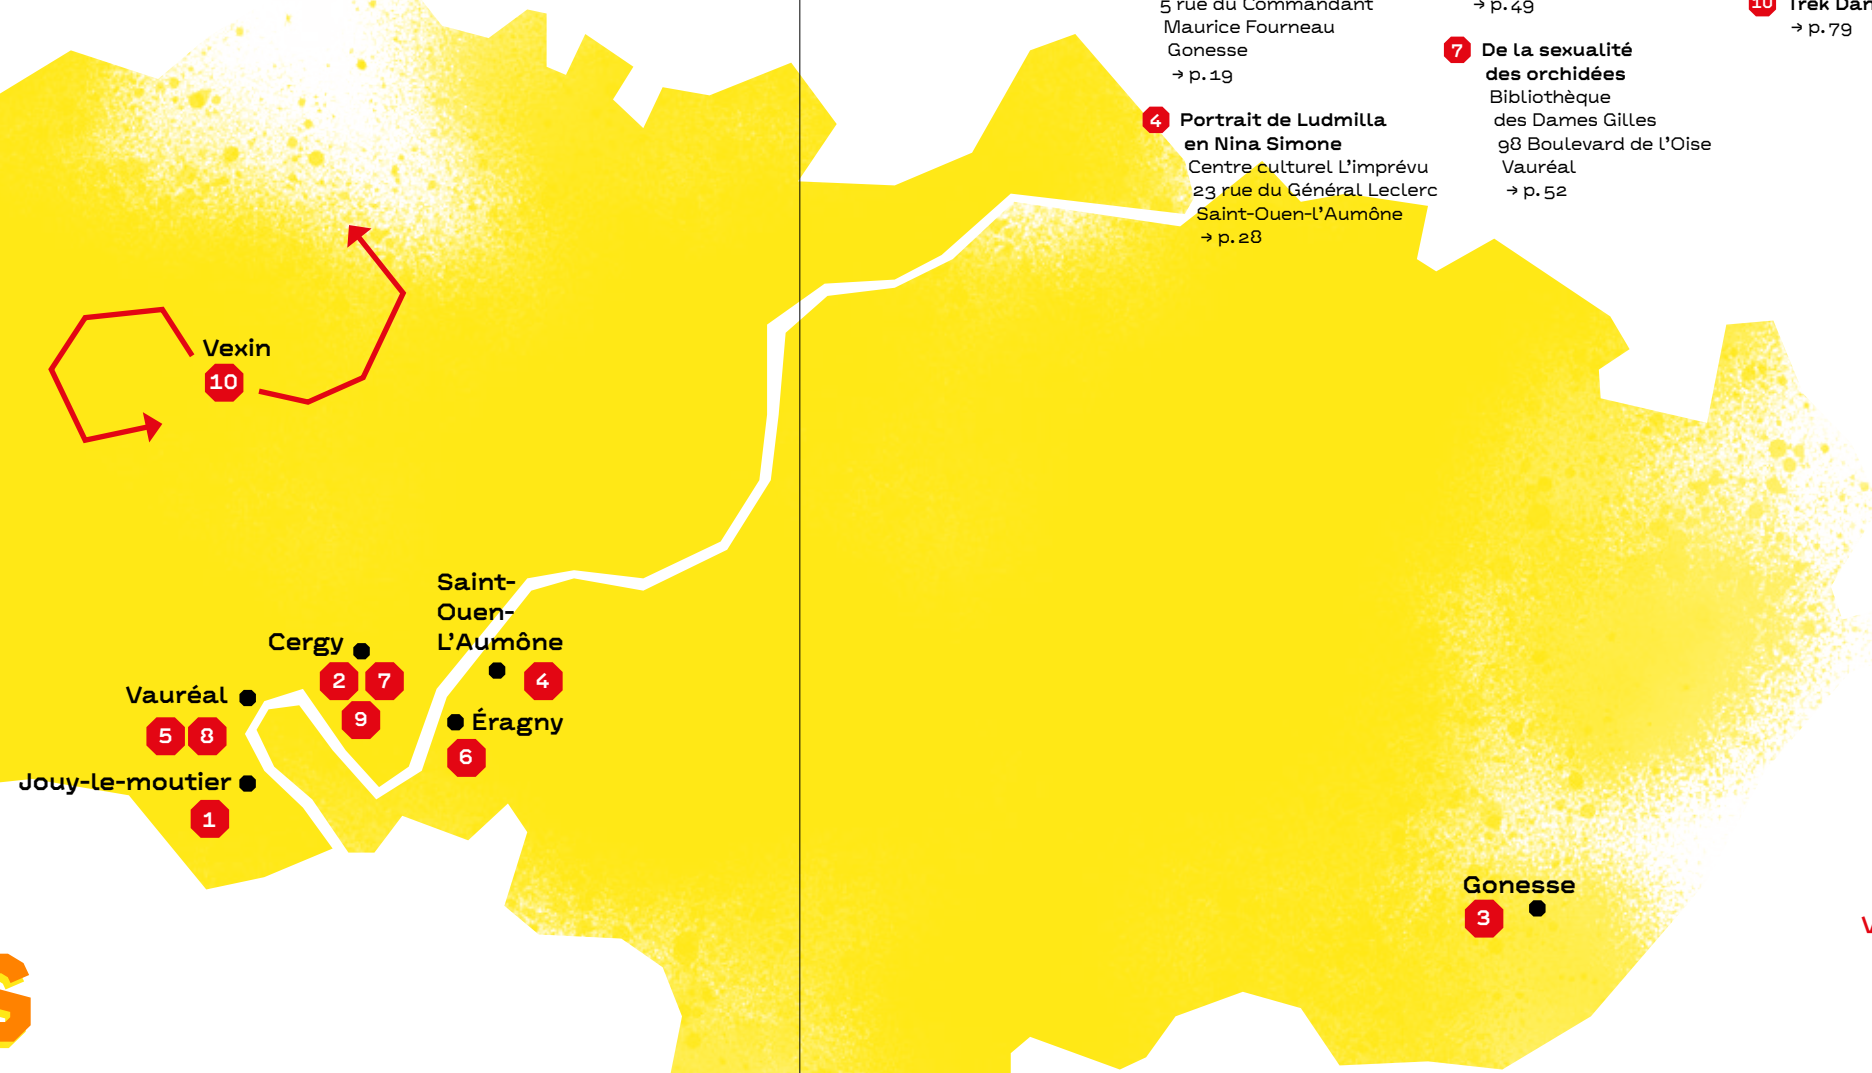 5 rue du Commandant
Maurice Fourneau
Gonesse
→ p. 19
4 Portrait de Ludmilla
en Nina Simone
Centre culturel L’imprévu
23 rue du Général Leclerc
Saint-Ouen-l’Aumône
→ p. 28
→ p. 49
7 De la sexualité
des orchidées
Bibliothèque
des Dames Gilles
98 Boulevard de l’Oise
Vauréal
→ p. 52
10 Trek Dan
→ p. 79
Vexin
10
Saint-
Ouen-
L’Aumône
4
Cergy
2 7
9
Vauréal
5 8
Éragny
6
Jouy-le-moutier
1
Gonesse
3
V
S